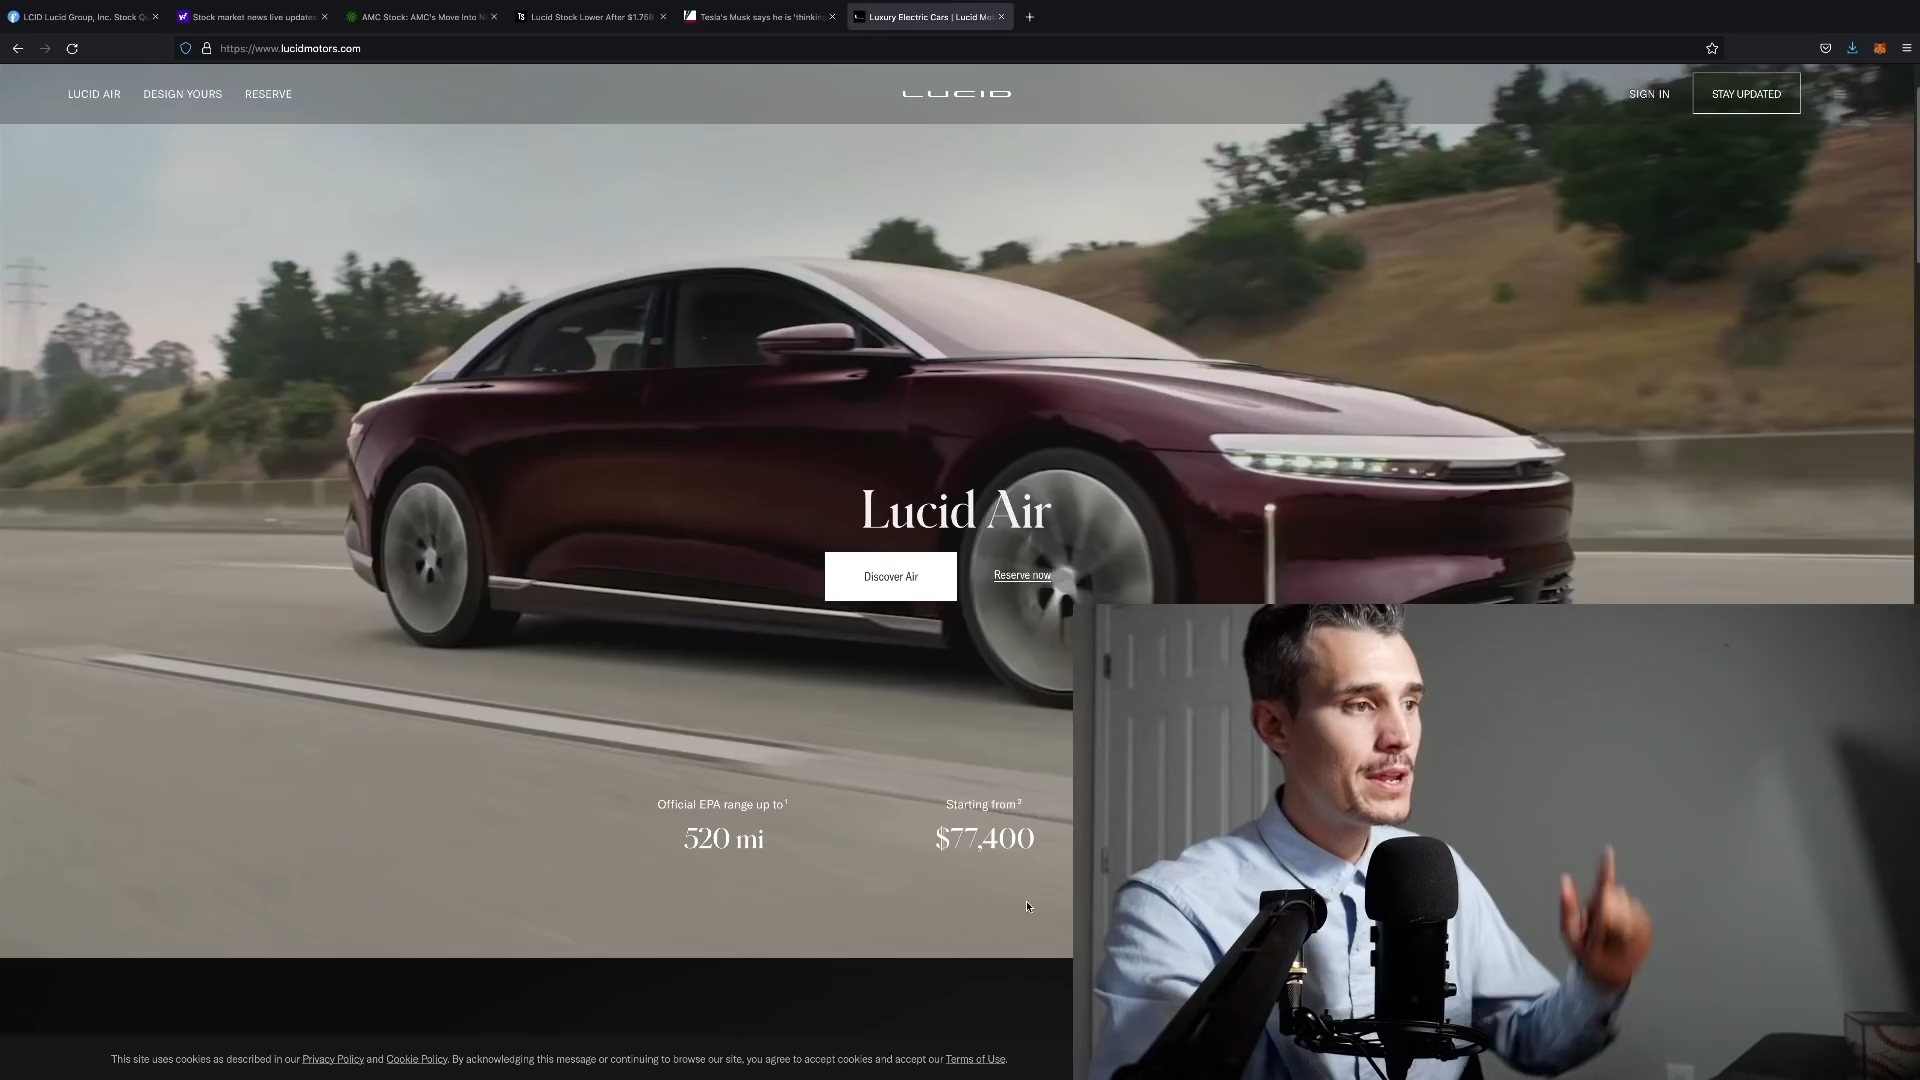 LCID Lucid Group, Inc. Stock Qu
Stock market news live updates
AMC Stock: AMC's Move Into N
Lucid Stock Lower After $1.75B
Tesla's Musk says he is 'thinking
Luxury Electric Cars | Lucid Mo
https://www.lucidmotors.com
LUCID AIR DESIGN YOURS RESERVE
LUCID
SIGN IN STAY UPDATED
Lucid Air
Discover Air Reserve now
Official EPA range up to¹ Starting from²
520 mi $77,400
This site uses cookies as described in our Privacy Policy and Cookie Policy. By acknowledging this message or continuing to browse our site, you agree to accept cookies and accept our Terms of Use.